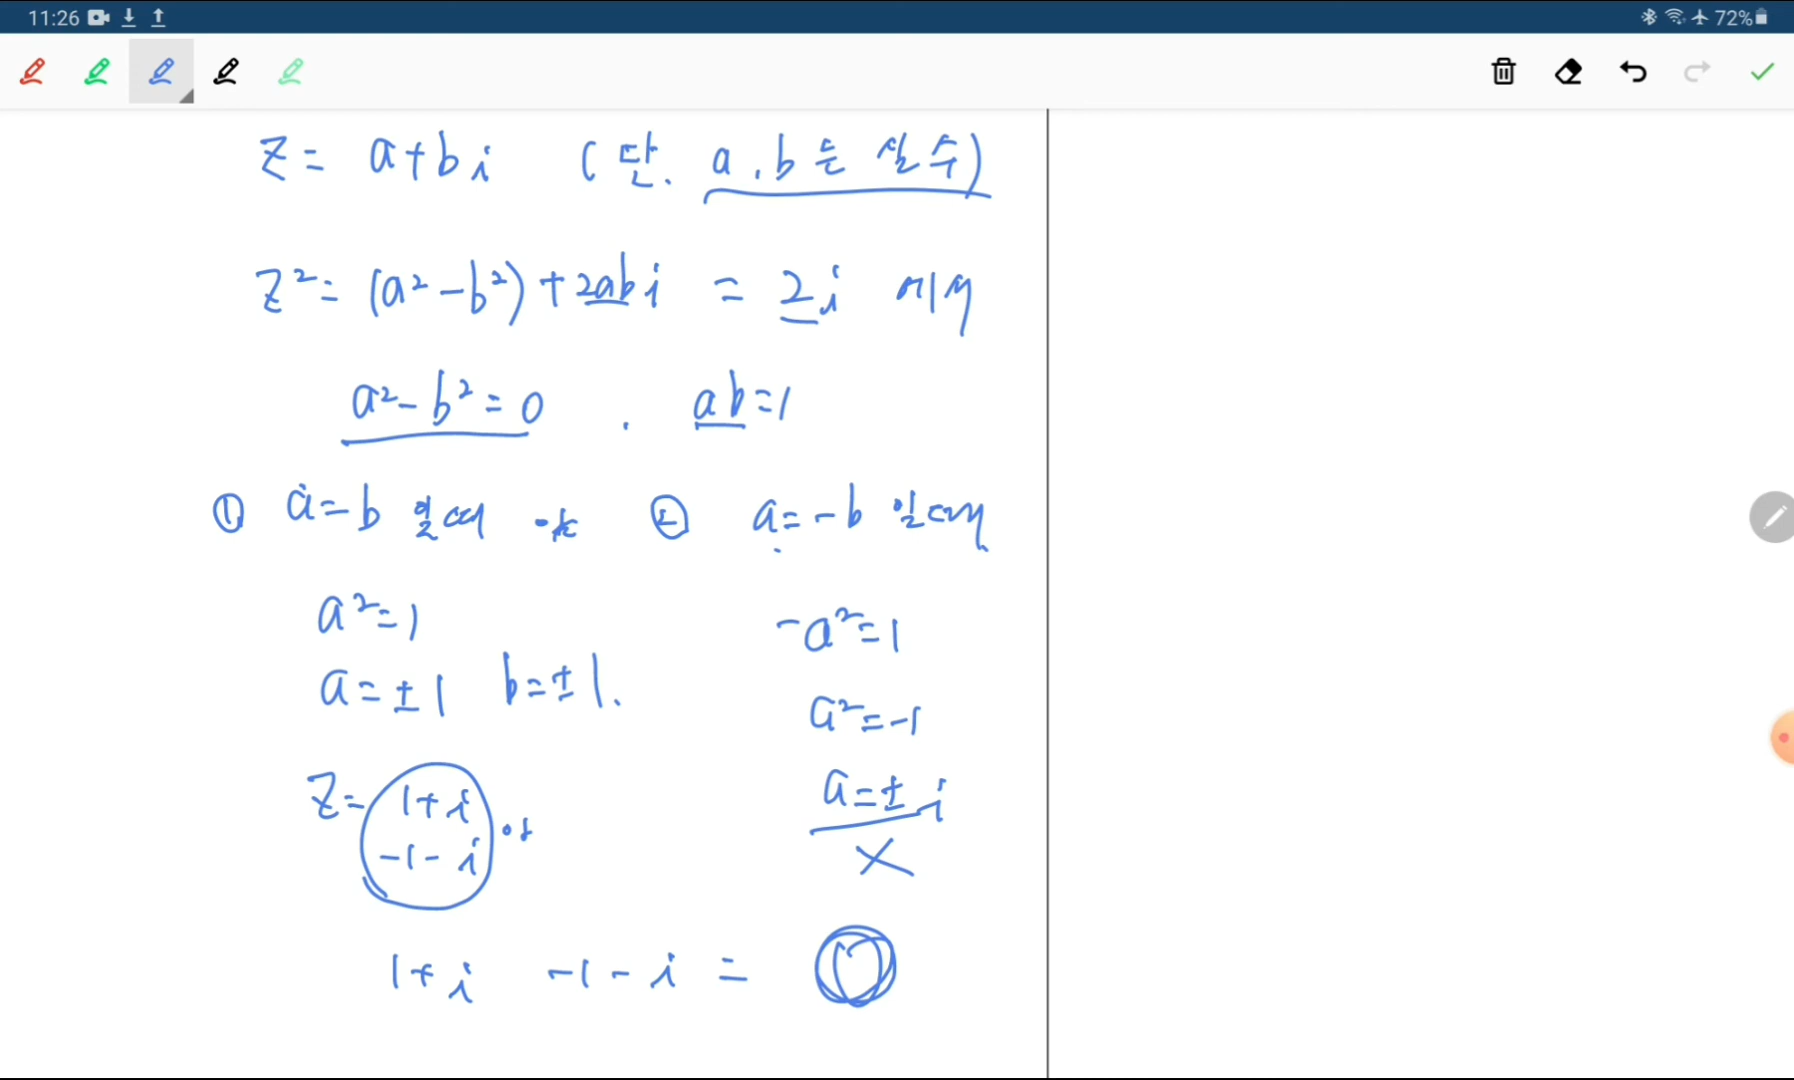 11:26 72%
z = a+bi (단, a, b는 실수)
z² = (a²-b²)+2abi = 2i 에서
a²-b²=0 , ab=1
① a=b 일때 ② a=-b 일때
a²=1 -a²=1
a=±1 b=±1. a²=-1
z= 1+i a=±i
-1-i
1+i -1-i = 0